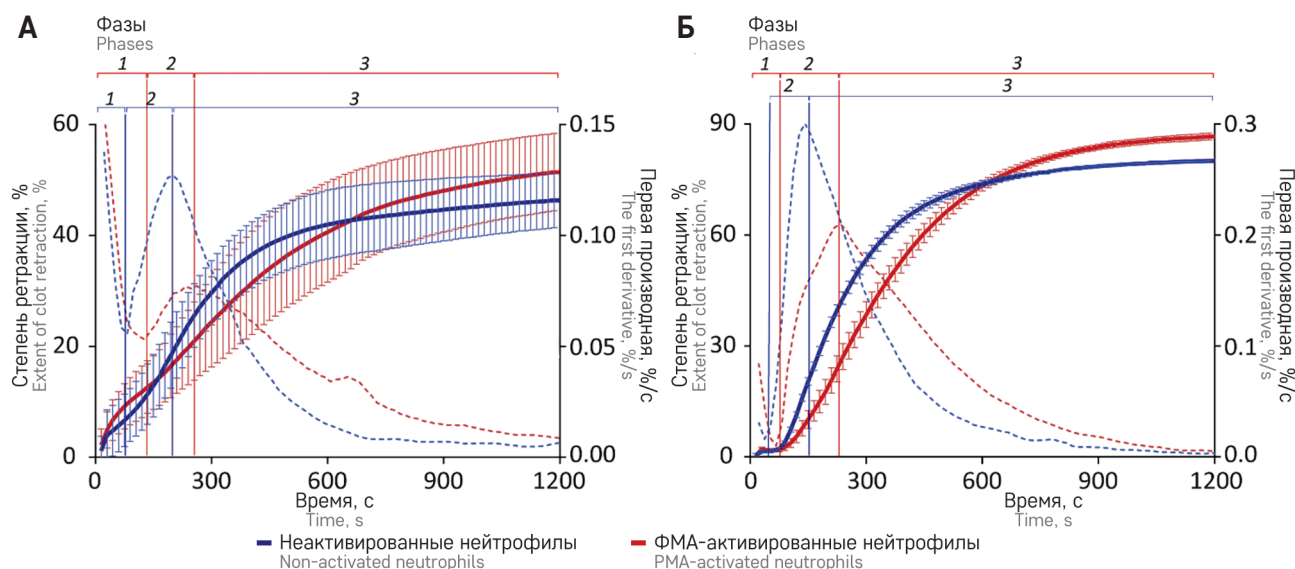 А
Фазы
Phases
1 2 3
1 2 3
Степень ретракции, %
Extent of clot retraction, %
60
40
20
0
0.15
0.10
0.05
0.00
Первая производная, %/с
The first derivative, %/s
0 300 600 900 1200
Время, с
Time, s
Б
Фазы
Phases
1 2 3
2 3
Степень ретракции, %
Extent of clot retraction, %
90
60
30
0
0.3
0.2
0.1
0.0
Первая производная, %/с
The first derivative, %/s
0 300 600 900 1200
Время, с
Time, s
Неактивированные нейтрофилы
Non-activated neutrophils
ФМА-активированные нейтрофилы
PMA-activated neutrophils